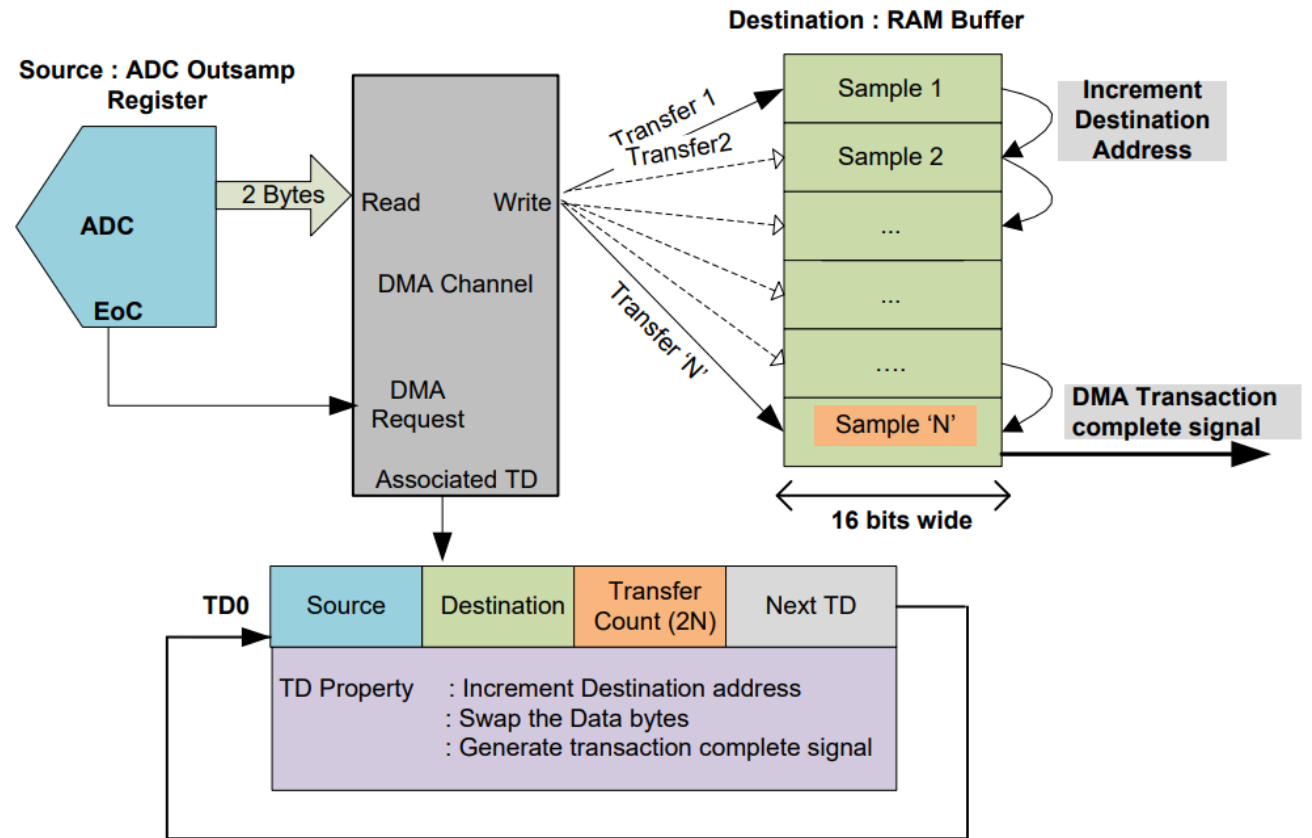 Destination : RAM Buffer
Source : ADC Outsamp
Register
ADC
EoC
2 Bytes
Read
Write
DMA Channel
DMA
Request
Associated TD
Transfer 1
Transfer2
Transfer ‘N’
Sample 1
Sample 2
...
...
....
Sample ‘N’
Increment
Destination
Address
DMA Transaction
complete signal
16 bits wide
TD0
Source
Destination
Transfer
Count (2N)
Next TD
TD Property : Increment Destination address
: Swap the Data bytes
: Generate transaction complete signal